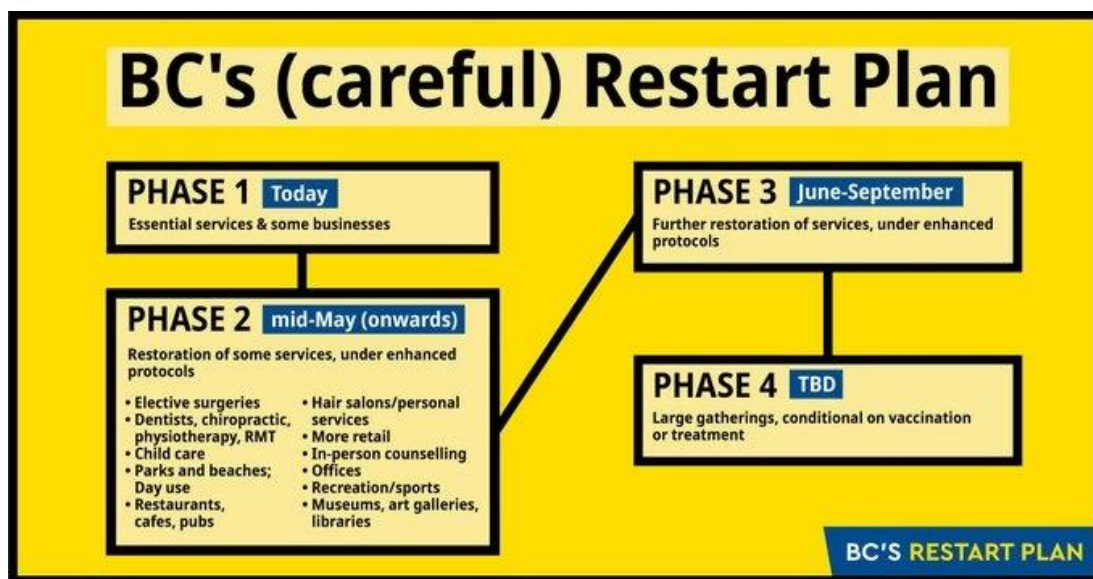 BC's (careful) Restart Plan
PHASE 1 Today
Essential services & some businesses
PHASE 2 mid-May (onwards)
Restoration of some services, under enhanced
protocols
• Elective surgeries
• Dentists, chiropractic,
physiotherapy, RMT
• Child care
• Parks and beaches;
Day use
• Restaurants,
cafes, pubs
• Hair salons/personal
services
• More retail
• In-person counselling
• Offices
• Recreation/sports
• Museums, art galleries,
libraries
PHASE 3 June-September
Further restoration of services, under enhanced
protocols
PHASE 4 TBD
Large gatherings, conditional on vaccination
or treatment
BC'S RESTART PLAN